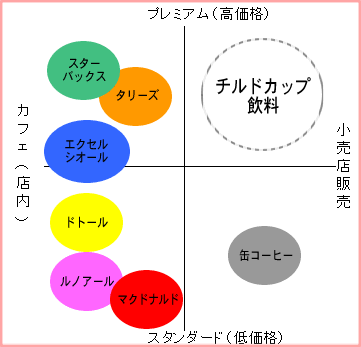 プレミアム（高価格）
スター
バックス
タリーズ
チルドカップ
飲料
エクセル
シオール
カフェ（店内）
小売店販売
ドトール
缶コーヒー
ルノアール
マクドナルド
スタンダード（低価格）